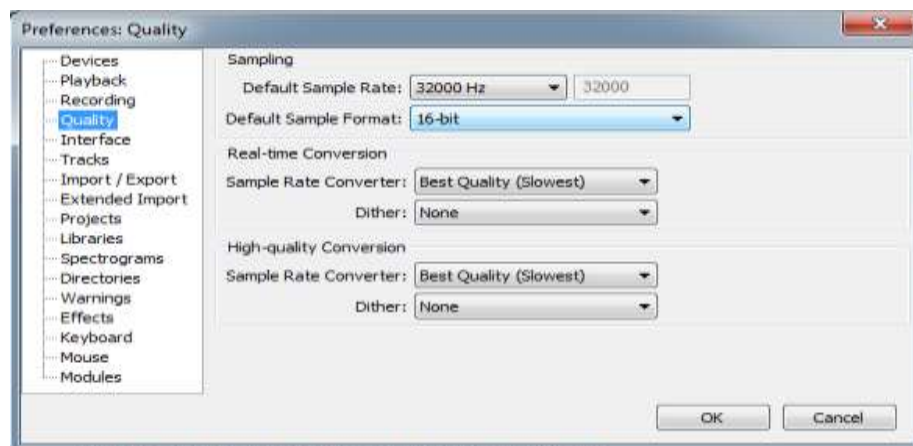 Preferences: Quality
Devices
Playback
Recording
Quality
Interface
Tracks
Import / Export
Extended Import
Projects
Libraries
Spectrograms
Directories
Warnings
Effects
Keyboard
Mouse
Modules
Sampling
Default Sample Rate: 32000 Hz 32000
Default Sample Format: 16-bit
Real-time Conversion
Sample Rate Converter: Best Quality (Slowest)
Dither: None
High-quality Conversion
Sample Rate Converter: Best Quality (Slowest)
Dither: None
OK Cancel